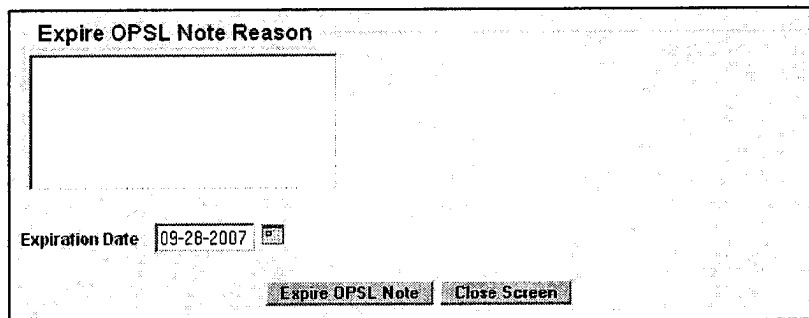 Expire OPSL Note Reason
Expiration Date 09-28-2007
Expire OPSL Note Close Screen